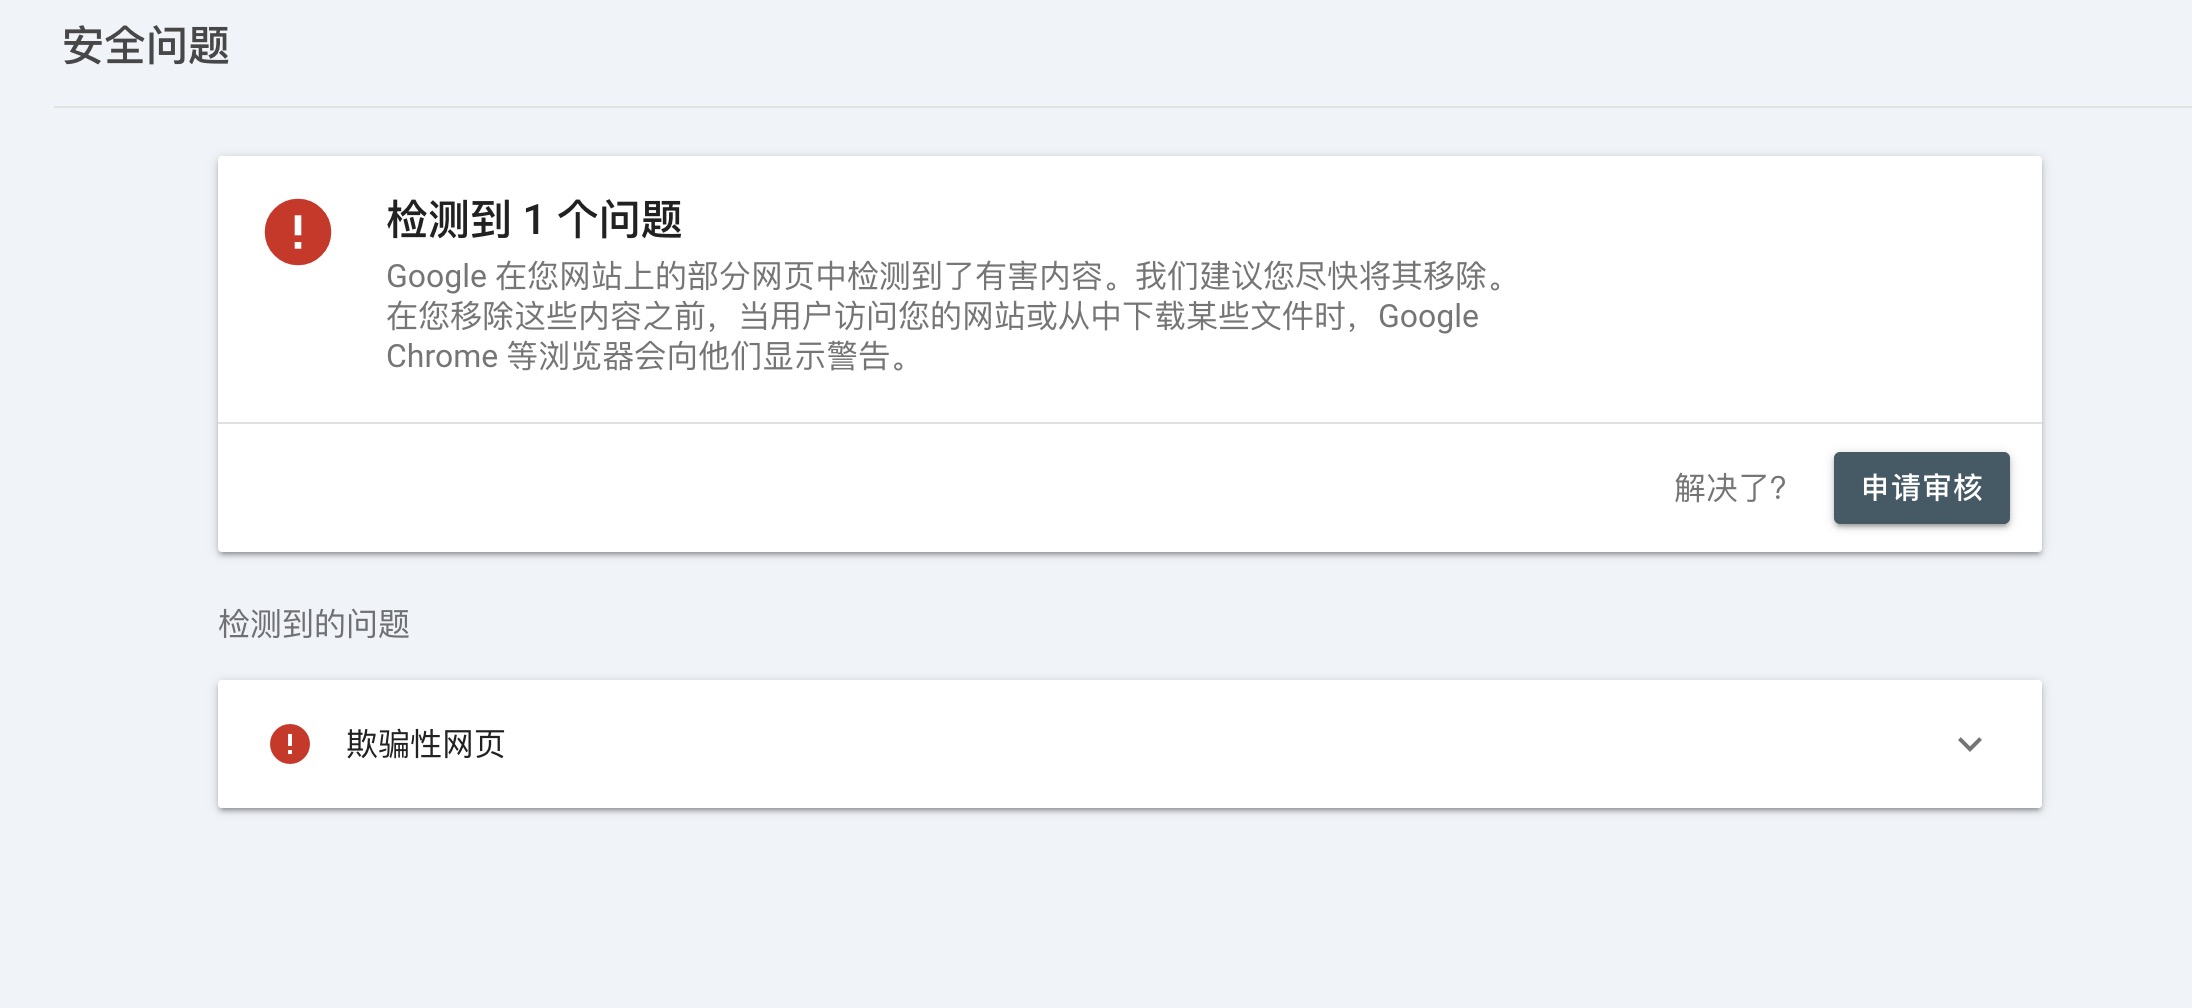 安全问题
检测到 1 个问题
Google 在您网站上的部分网页中检测到了有害内容。我们建议您尽快将其移除。
在您移除这些内容之前，当用户访问您的网站或从中下载某些文件时，Google
Chrome 等浏览器会向他们显示警告。
解决了？
申请审核
检测到的问题
欺骗性网页